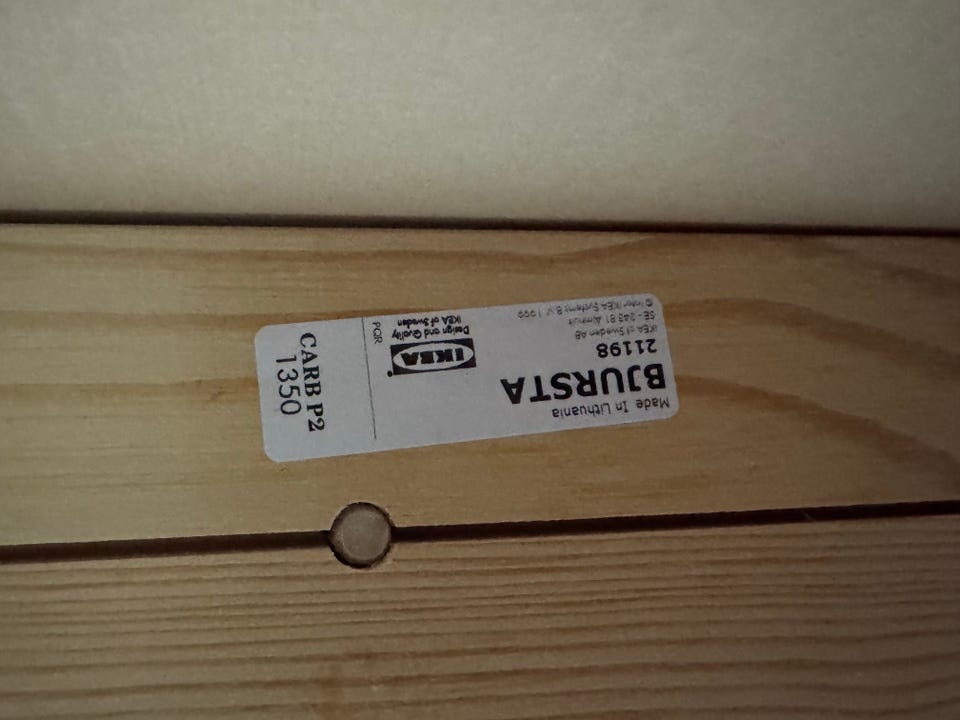 Made In Lithuania
BJURSTA
21198
IKEA of Sweden AB
SE - 343 81 Älmhult
© Inter IKEA Systems B.V. 1999
IKEA
Design and Quality
IKEA of Sweden
PQR
CARB P2
1350